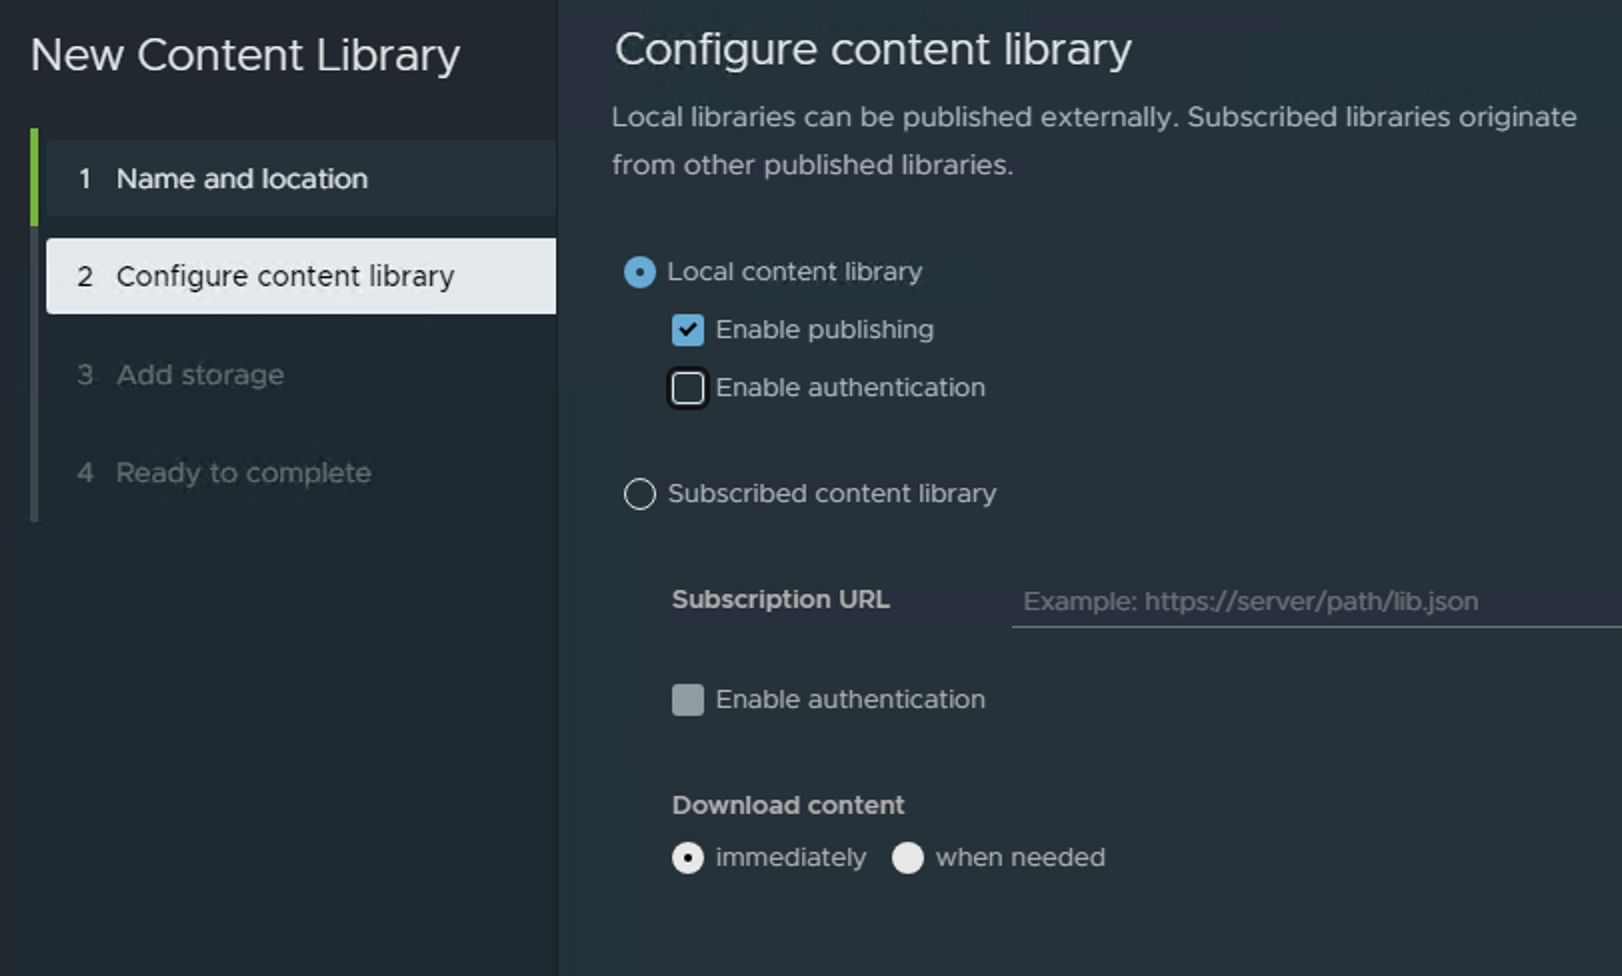 New Content Library
1 Name and location
2 Configure content library
3 Add storage
4 Ready to complete
Configure content library
Local libraries can be published externally. Subscribed libraries originate
from other published libraries.
Local content library
Enable publishing
Enable authentication
Subscribed content library
Subscription URL Example: https://server/path/lib.json
Enable authentication
Download content
immediately when needed